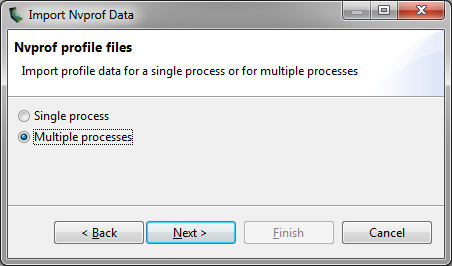 Import Nvprof Data
Nvprof profile files
Import profile data for a single process or for multiple processes
Single process
Multiple processes
< Back Next > Finish Cancel